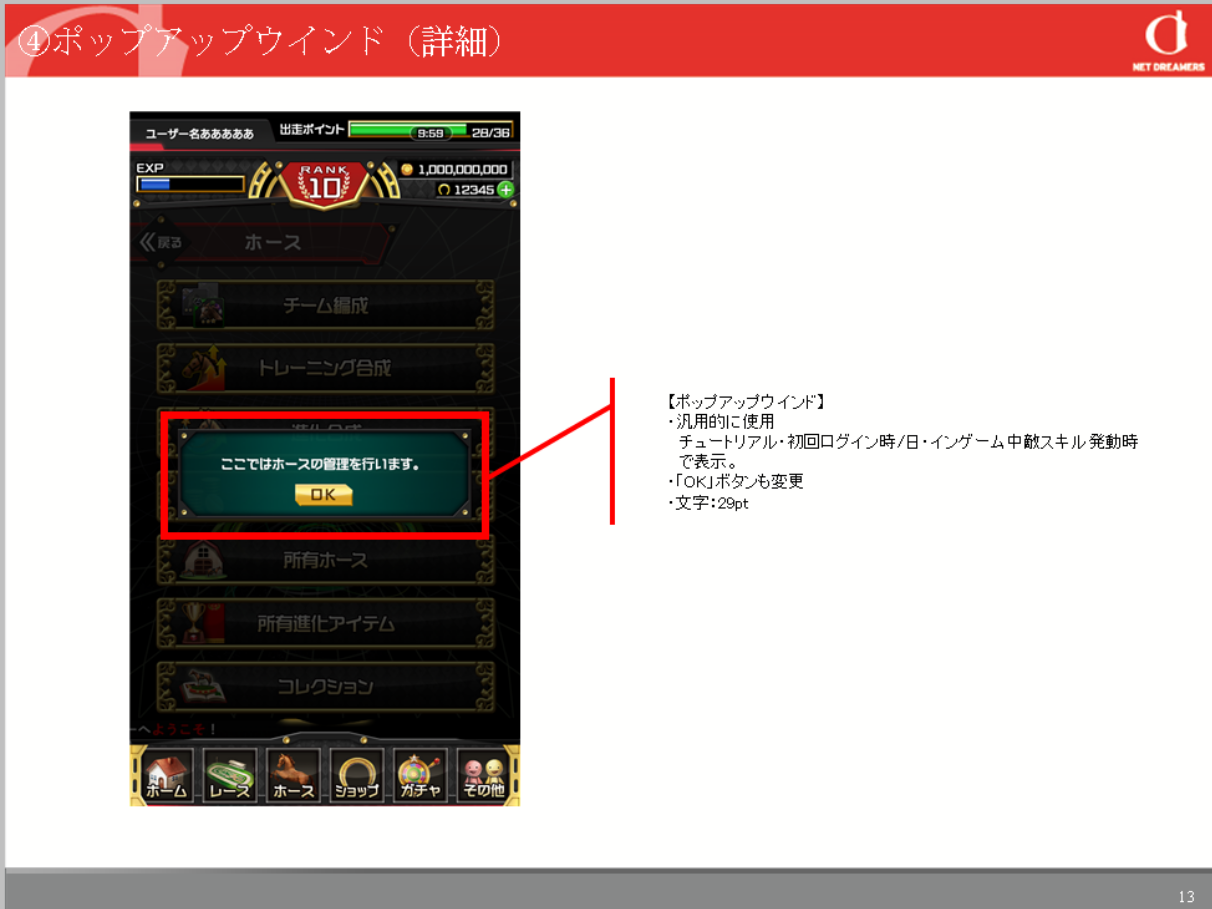 ④ポップアップウインド（詳細）
NET DREAMERS
ユーザー名ああああああ
出走ポイント
9:59
28/36
EXP
RANK
10
1,000,000,000
12345
戻る
ホース
チーム編成
トレーニング合成
進化合成
ここではホースの管理を行います。
OK
所有ホース
所有進化アイテム
コレクション
へようこそ！
ホーム
レース
ホース
ショップ
ガチャ
その他
【ポップアップウインド】
・汎用的に使用
チュートリアル・初回ログイン時/日・インゲーム中敵スキル発動時
で表示。
・「OK」ボタンも変更
・文字：29pt
13